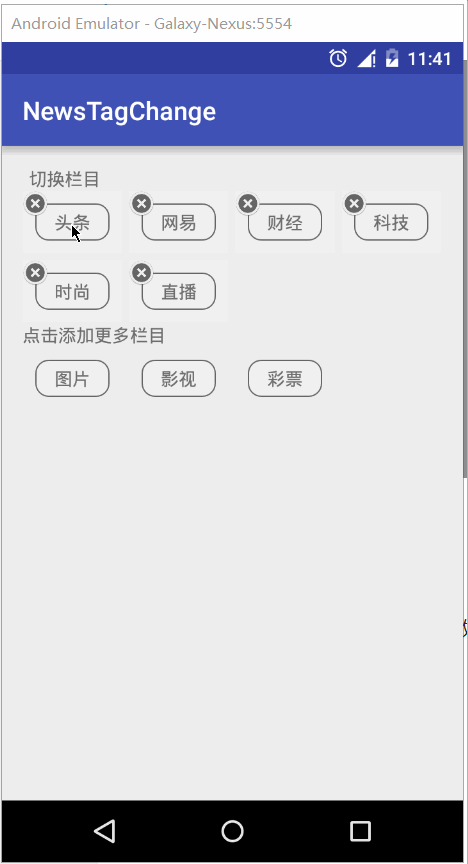 Android Emulator - Galaxy-Nexus:5554
11:41
NewsTagChange
切换栏目
头条 网易 财经 科技
时尚 直播
点击添加更多栏目
图片 影视 彩票